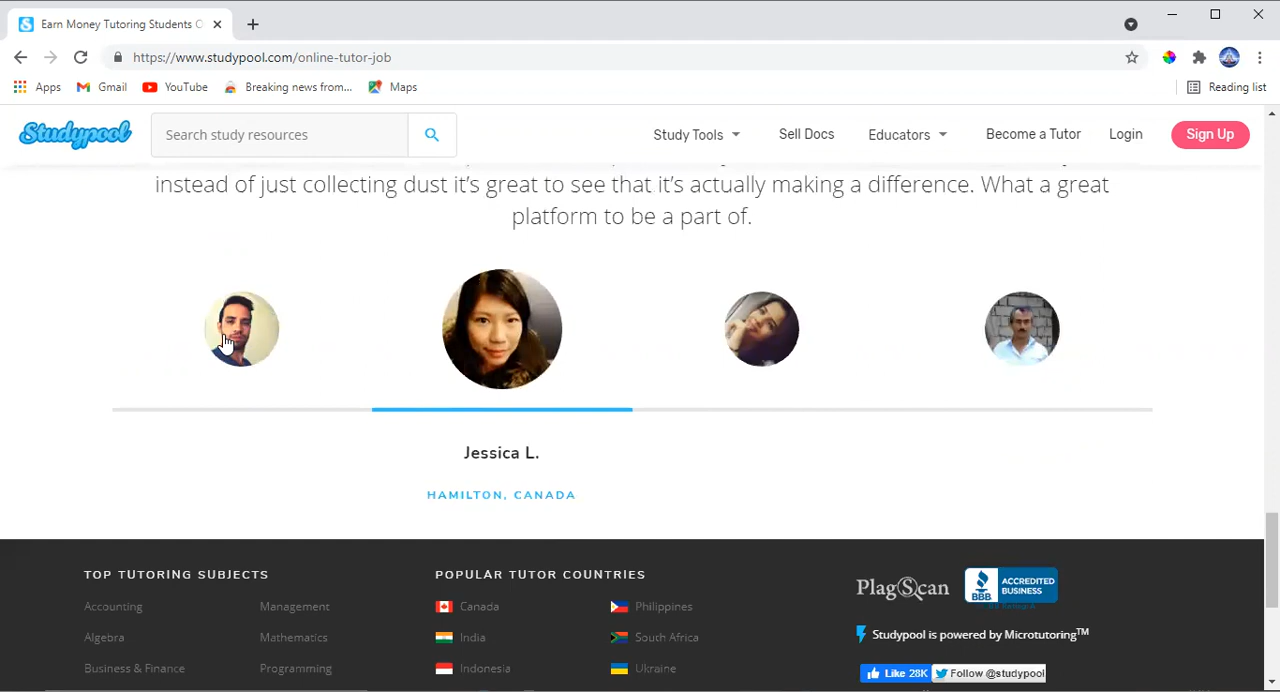 Earn Money Tutoring Students O
https://www.studypool.com/online-tutor-job
Apps Gmail YouTube Breaking news from... Maps Reading list
Studypool Search study resources Study Tools Sell Docs Educators Become a Tutor Login Sign Up
instead of just collecting dust it’s great to see that it’s actually making a difference. What a great
platform to be a part of.
Jessica L.
HAMILTON, CANADA
TOP TUTORING SUBJECTS POPULAR TUTOR COUNTRIES
PlagScan BBB ACCREDITED BUSINESS
Accounting Management Canada Philippines
Studypool is powered by Microtutoring™
Algebra Mathematics India South Africa
Business & Finance Programming Indonesia Ukraine
Like 28K Follow @studypool